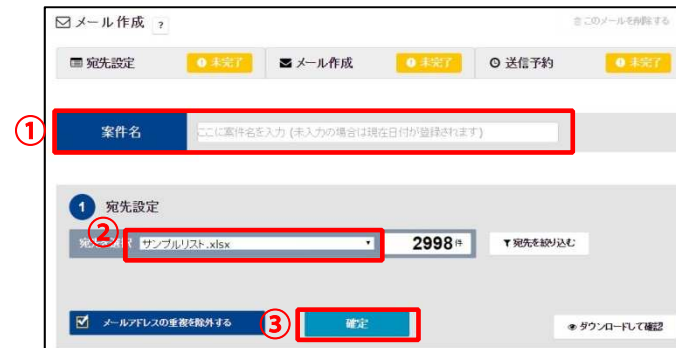 メール作成 ?
このメールを削除する
宛先設定 未完了 メール作成 未完了 送信予約 未完了
① 案件名 ここに案件名を入力 (未入力の場合は現在日付が登録されます)
1 宛先設定
② サンプルリスト.xlsx 2998件 宛先を絞り込む
メールアドレスの重複を除外する ③ 確定 ダウンロードして確認